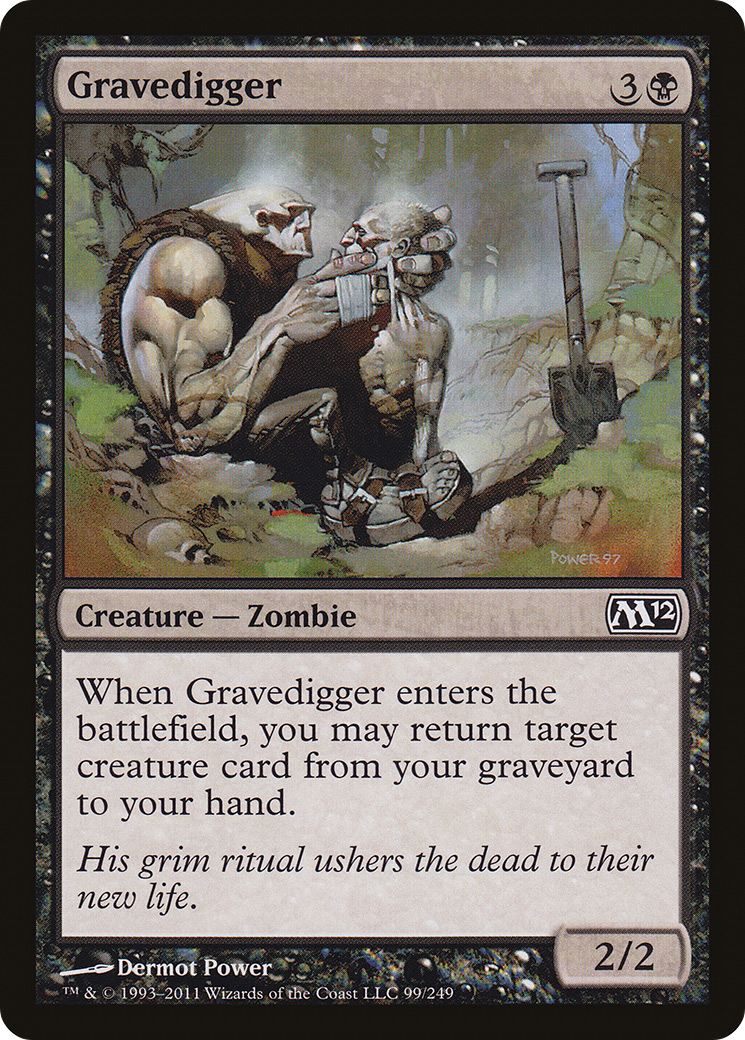 Gravedigger 3
POWER 97
Creature — Zombie M12
When Gravedigger enters the
battlefield, you may return target
creature card from your graveyard
to your hand.
His grim ritual ushers the dead to their
new life.
2/2
Dermot Power
™ & © 1993–2011 Wizards of the Coast LLC 99/249